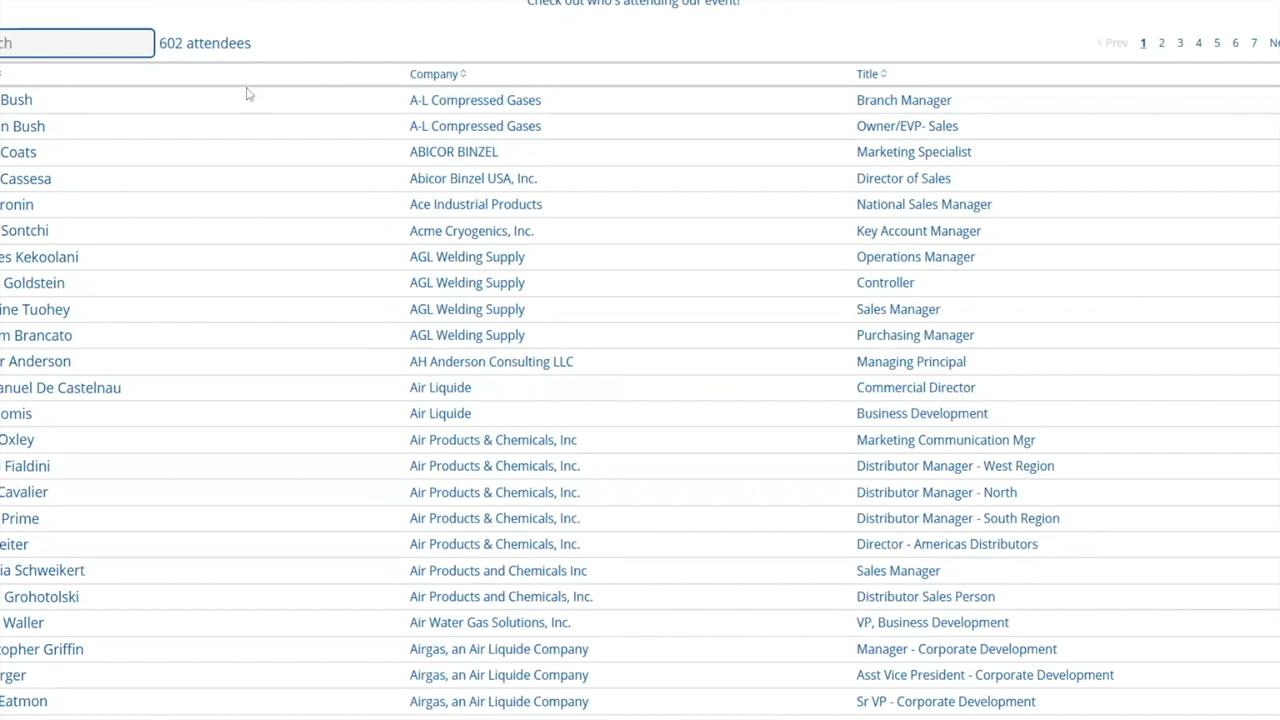 Check out who's attending our event!
ch 602 attendees ‹ Prev 1 2 3 4 5 6 7 Ne
Company Title
Bush A-L Compressed Gases Branch Manager
n Bush A-L Compressed Gases Owner/EVP- Sales
Coats ABICOR BINZEL Marketing Specialist
Cassesa Abicor Binzel USA, Inc. Director of Sales
ronin Ace Industrial Products National Sales Manager
Sontchi Acme Cryogenics, Inc. Key Account Manager
es Kekoolani AGL Welding Supply Operations Manager
Goldstein AGL Welding Supply Controller
ine Tuohey AGL Welding Supply Sales Manager
m Brancato AGL Welding Supply Purchasing Manager
r Anderson AH Anderson Consulting LLC Managing Principal
anuel De Castelnau Air Liquide Commercial Director
omis Air Liquide Business Development
Oxley Air Products & Chemicals, Inc Marketing Communication Mgr
Fialdini Air Products & Chemicals, Inc. Distributor Manager - West Region
Cavalier Air Products & Chemicals, Inc. Distributor Manager - North
Prime Air Products & Chemicals, Inc. Distributor Manager - South Region
eiter Air Products & Chemicals, Inc. Director - Americas Distributors
ia Schweikert Air Products and Chemicals Inc Sales Manager
Grohotolski Air Products and Chemicals, Inc. Distributor Sales Person
Waller Air Water Gas Solutions, Inc. VP, Business Development
topher Griffin Airgas, an Air Liquide Company Manager - Corporate Development
rger Airgas, an Air Liquide Company Asst Vice President - Corporate Development
Eatmon Airgas, an Air Liquide Company Sr VP - Corporate Development